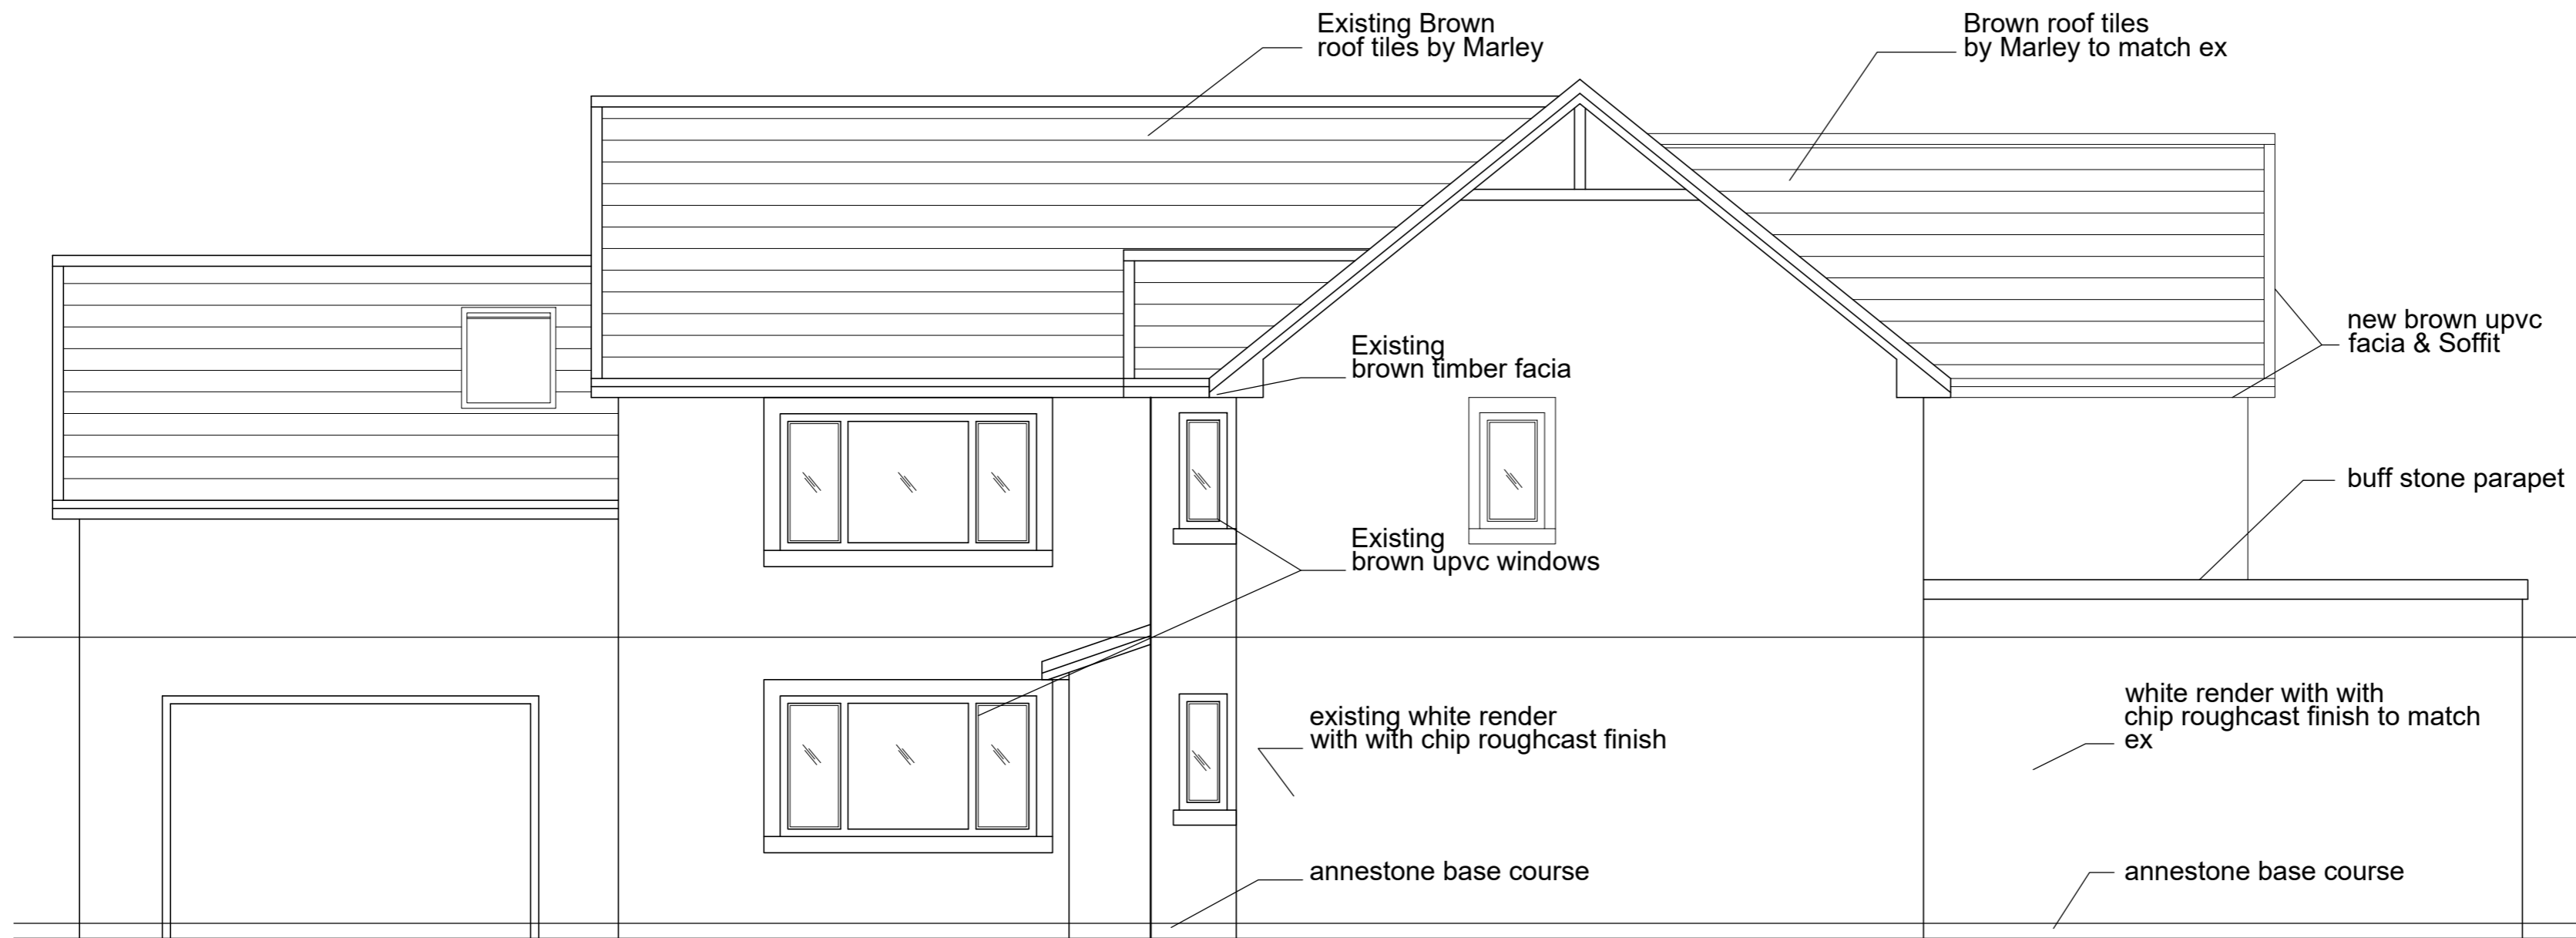 Existing Brown
roof tiles by Marley
Brown roof tiles
by Marley to match ex
Existing
brown timber facia
new brown upvc
facia & Soffit
buff stone parapet
Existing
brown upvc windows
existing white render
with with chip roughcast finish
white render with with
chip roughcast finish to match
ex
annestone base course
annestone base course